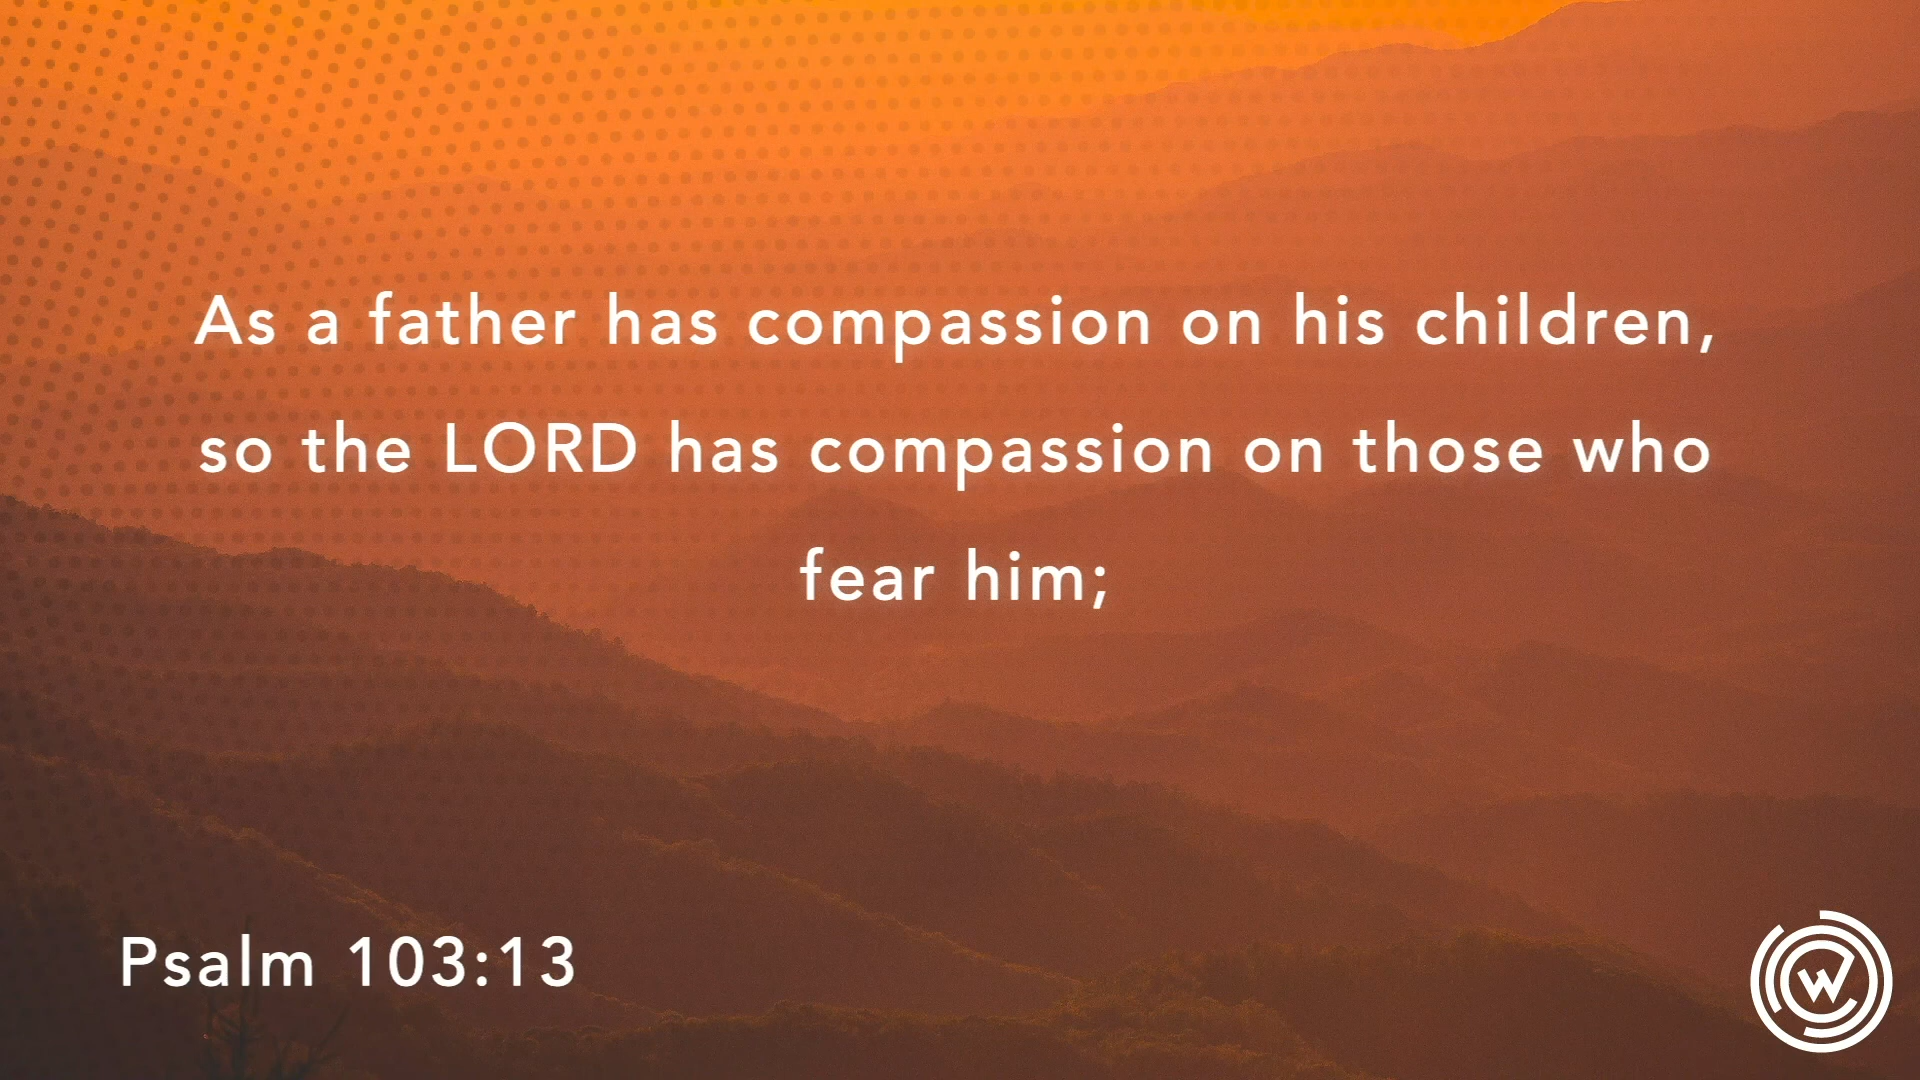 As a father has compassion on his children,
so the LORD has compassion on those who
fear him;
Psalm 103:13
W